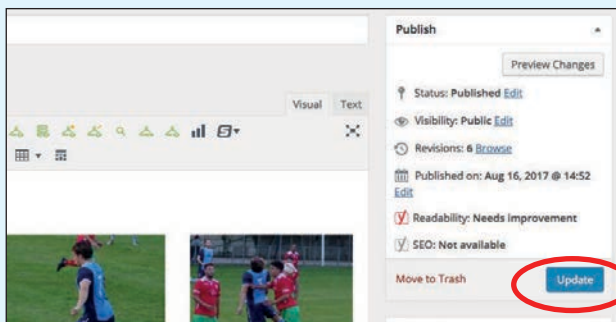 Publish
Preview Changes
Status: Published Edit
Visual Text
Visibility: Public Edit
Revisions: 6 Browse
Published on: Aug 16, 2017 @ 14:52
Edit
Readability: Needs improvement
SEO: Not available
Move to Trash Update